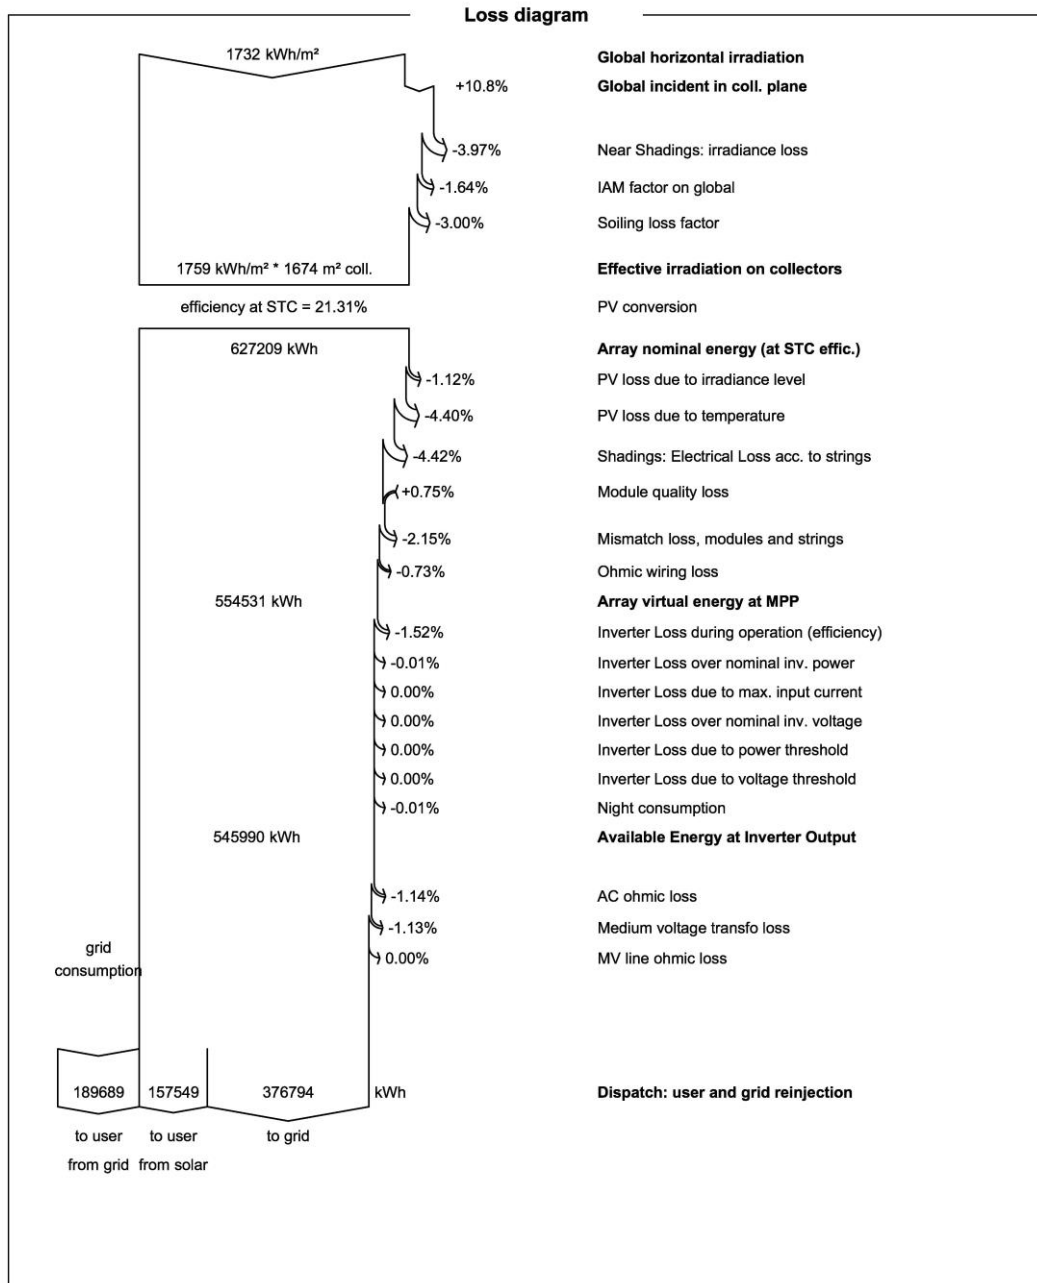 Loss diagram
1732 kWh/m² Global horizontal irradiation
+10.8% Global incident in coll. plane
-3.97% Near Shadings: irradiance loss
-1.64% IAM factor on global
-3.00% Soiling loss factor
1759 kWh/m² * 1674 m² coll. Effective irradiation on collectors
efficiency at STC = 21.31% PV conversion
627209 kWh Array nominal energy (at STC effic.)
-1.12% PV loss due to irradiance level
-4.40% PV loss due to temperature
-4.42% Shadings: Electrical Loss acc. to strings
+0.75% Module quality loss
-2.15% Mismatch loss, modules and strings
-0.73% Ohmic wiring loss
554531 kWh Array virtual energy at MPP
-1.52% Inverter Loss during operation (efficiency)
-0.01% Inverter Loss over nominal inv. power
0.00% Inverter Loss due to max. input current
0.00% Inverter Loss over nominal inv. voltage
0.00% Inverter Loss due to power threshold
0.00% Inverter Loss due to voltage threshold
-0.01% Night consumption
545990 kWh Available Energy at Inverter Output
-1.14% AC ohmic loss
-1.13% Medium voltage transfo loss
0.00% MV line ohmic loss
grid
consumption
189689 157549 376794 kWh Dispatch: user and grid reinjection
to user to user to grid
from grid from solar